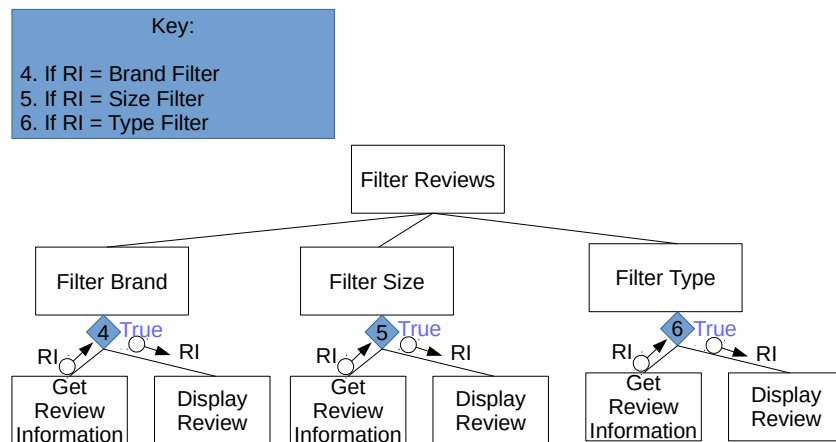 Key:
4. If RI = Brand Filter
5. If RI = Size Filter
6. If RI = Type Filter
Filter Reviews
Filter Brand
Filter Size
Filter Type
4 True
5 True
6 True
RI
RI
RI
RI
RI
RI
Get
Review
Information
Display
Review
Get
Review
Information
Display
Review
Get
Review
Information
Display
Review